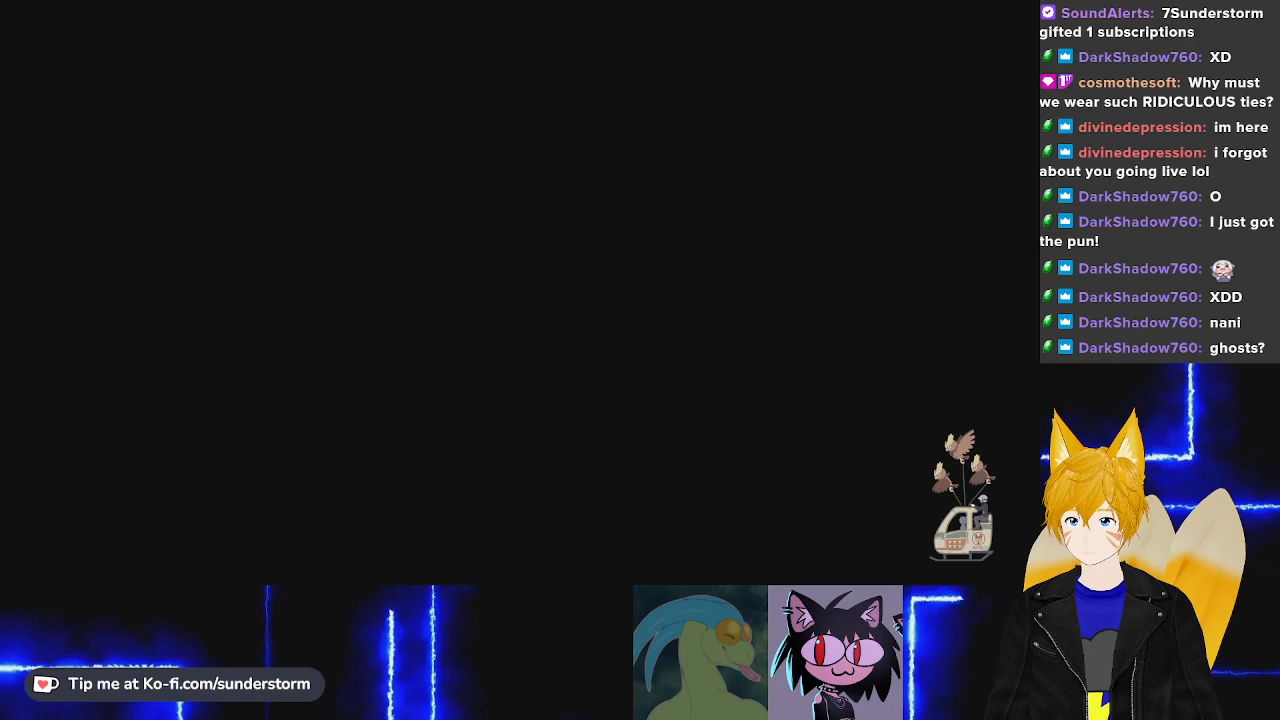 SoundAlerts: 7Sunderstorm
gifted 1 subscriptions
DarkShadow760: XD
cosmothesoft: Why must
we wear such RIDICULOUS ties?
divinedepression: im here
divinedepression: i forgot
about you going live lol
DarkShadow760: O
DarkShadow760: I just got
the pun!
DarkShadow760:
DarkShadow760: XDD
DarkShadow760: nani
DarkShadow760: ghosts?
Tip me at Ko-fi.com/sunderstorm